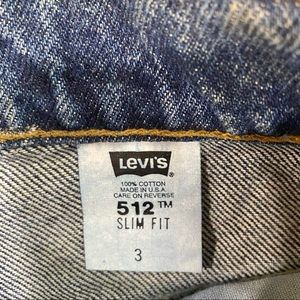 LEVI'S®
100% COTTON
MADE IN U.S.A.
CARE ON REVERSE
512™
SLIM FIT
3